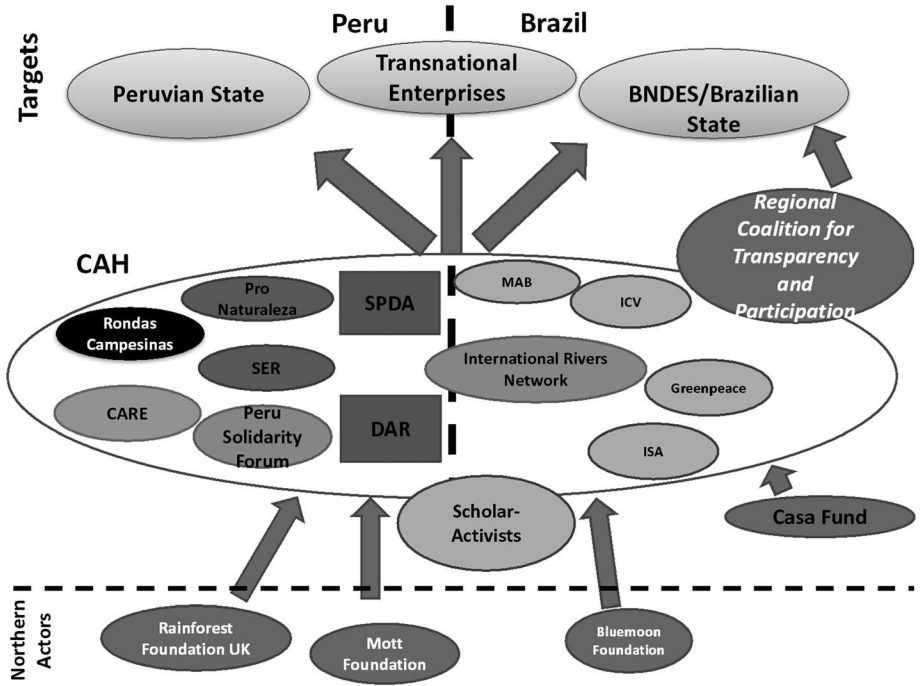 Peru
Brazil
Targets
Peruvian State
Transnational
Enterprises
BNDES/Brazilian
State
Regional
Coalition for
Transparency
and
Participation
CAH
Pro
Naturaleza
SPDA
MAB
ICV
Rondas
Campesinas
SER
International Rivers
Network
Greenpeace
CARE
Peru
Solidarity
Forum
DAR
ISA
Scholar-
Activists
Casa Fund
Northern
Actors
Rainforest
Foundation UK
Mott
Foundation
Bluemoon
Foundation